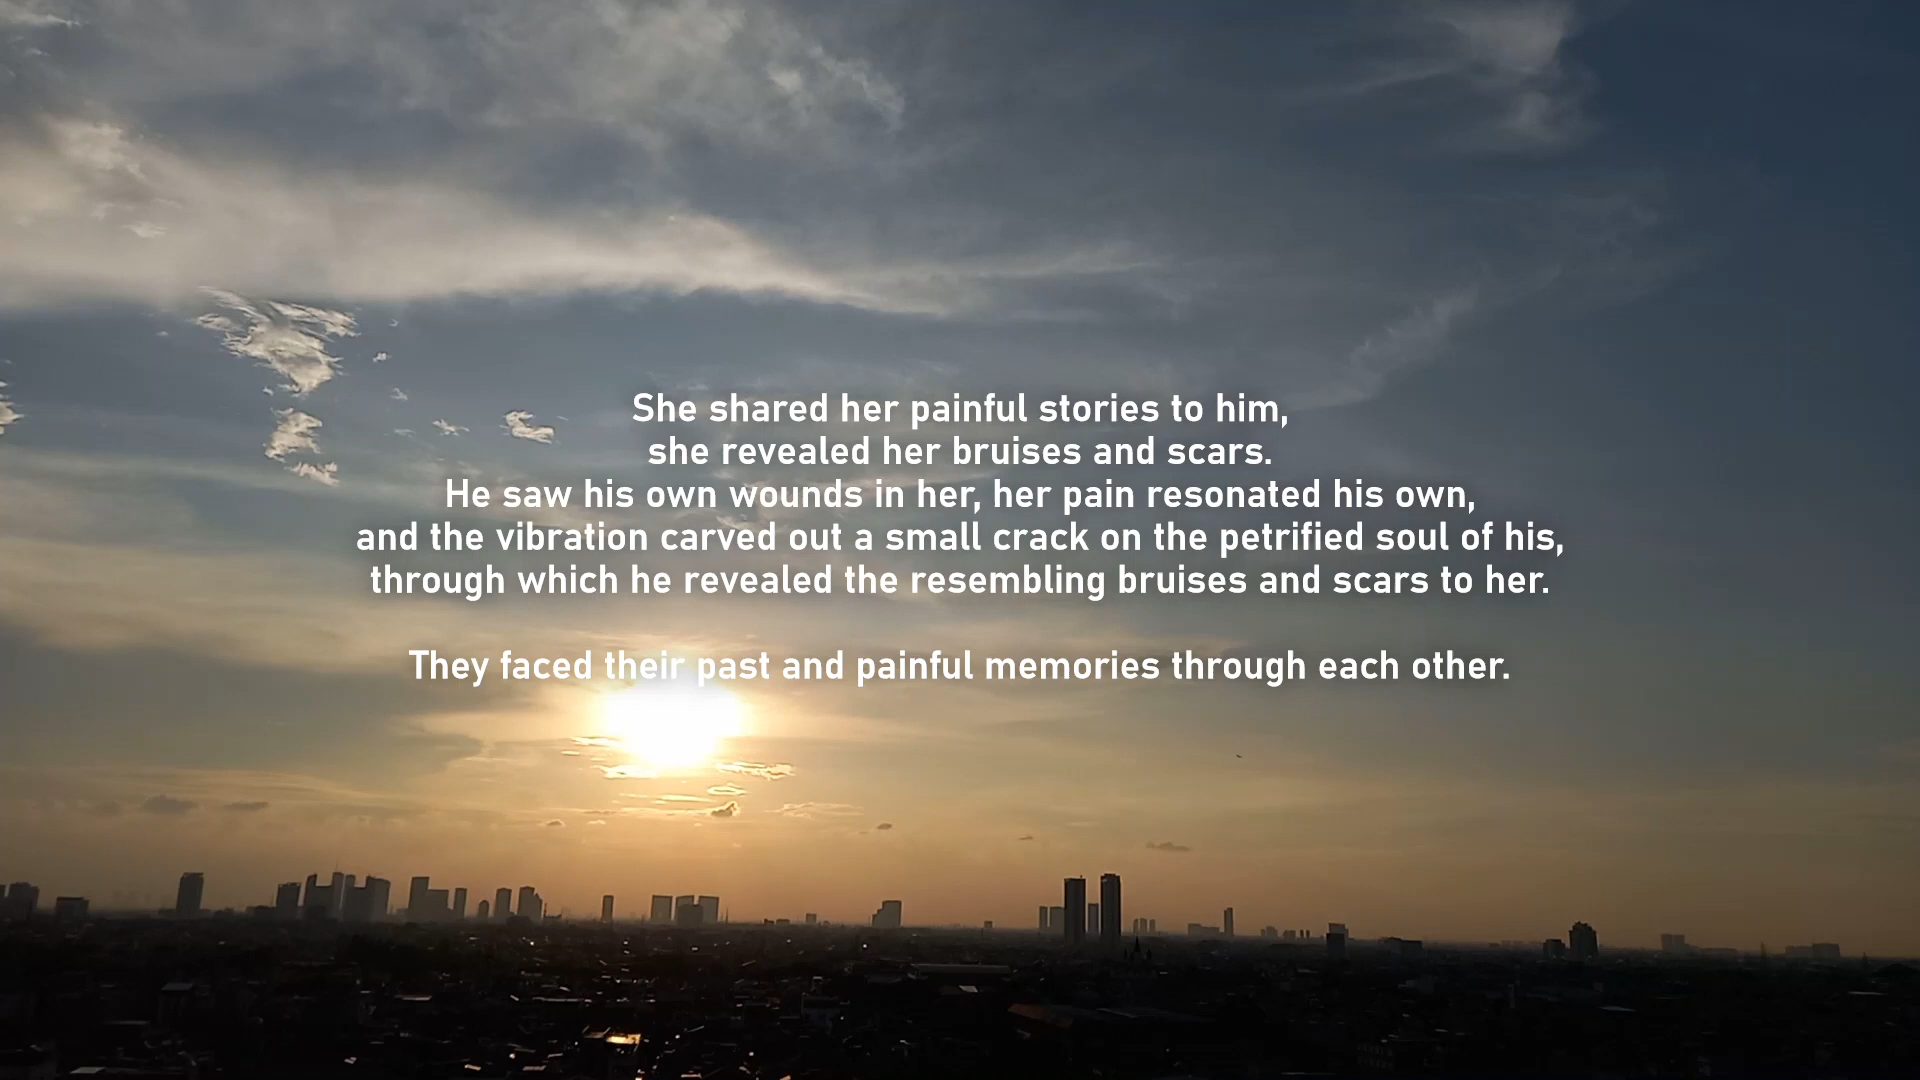 She shared her painful stories to him,
she revealed her bruises and scars.
He saw his own wounds in her, her pain resonated his own,
and the vibration carved out a small crack on the petrified soul of his,
through which he revealed the resembling bruises and scars to her.
They faced their past and painful memories through each other.